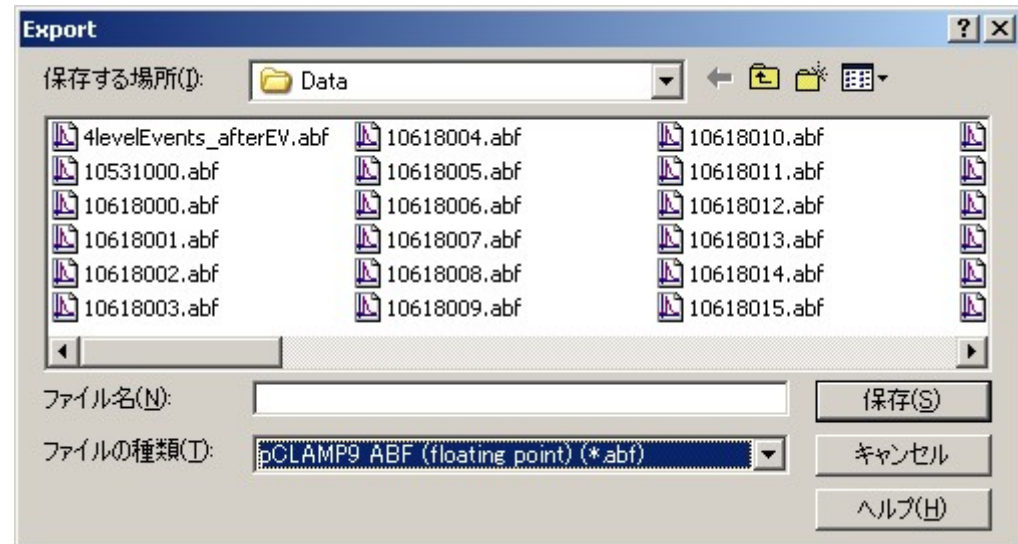 Export
保存する場所(I):
Data
4levelEvents_afterEV.abf
10531000.abf
10618000.abf
10618001.abf
10618002.abf
10618003.abf
10618004.abf
10618005.abf
10618006.abf
10618007.abf
10618008.abf
10618009.abf
10618010.abf
10618011.abf
10618012.abf
10618013.abf
10618014.abf
10618015.abf
ファイル名(N):
保存(S)
ファイルの種類(T):
pCLAMP9 ABF (floating point) (*.abf)
キャンセル
ヘルプ(H)